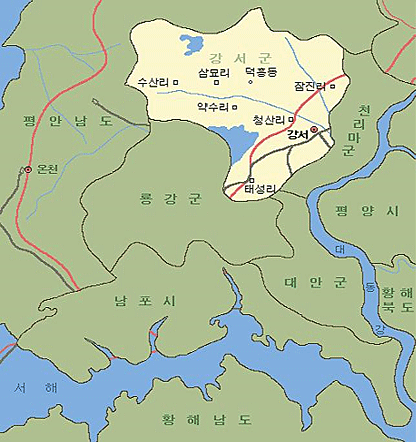 강서군
수산리
삼묘리
덕흥동
잠진리
약수리
청산리
강서
태성리
평안남도
온천
천리마군
룡강군
평양시
대동강
남포시
대안군
황해북도
서해
황해남도